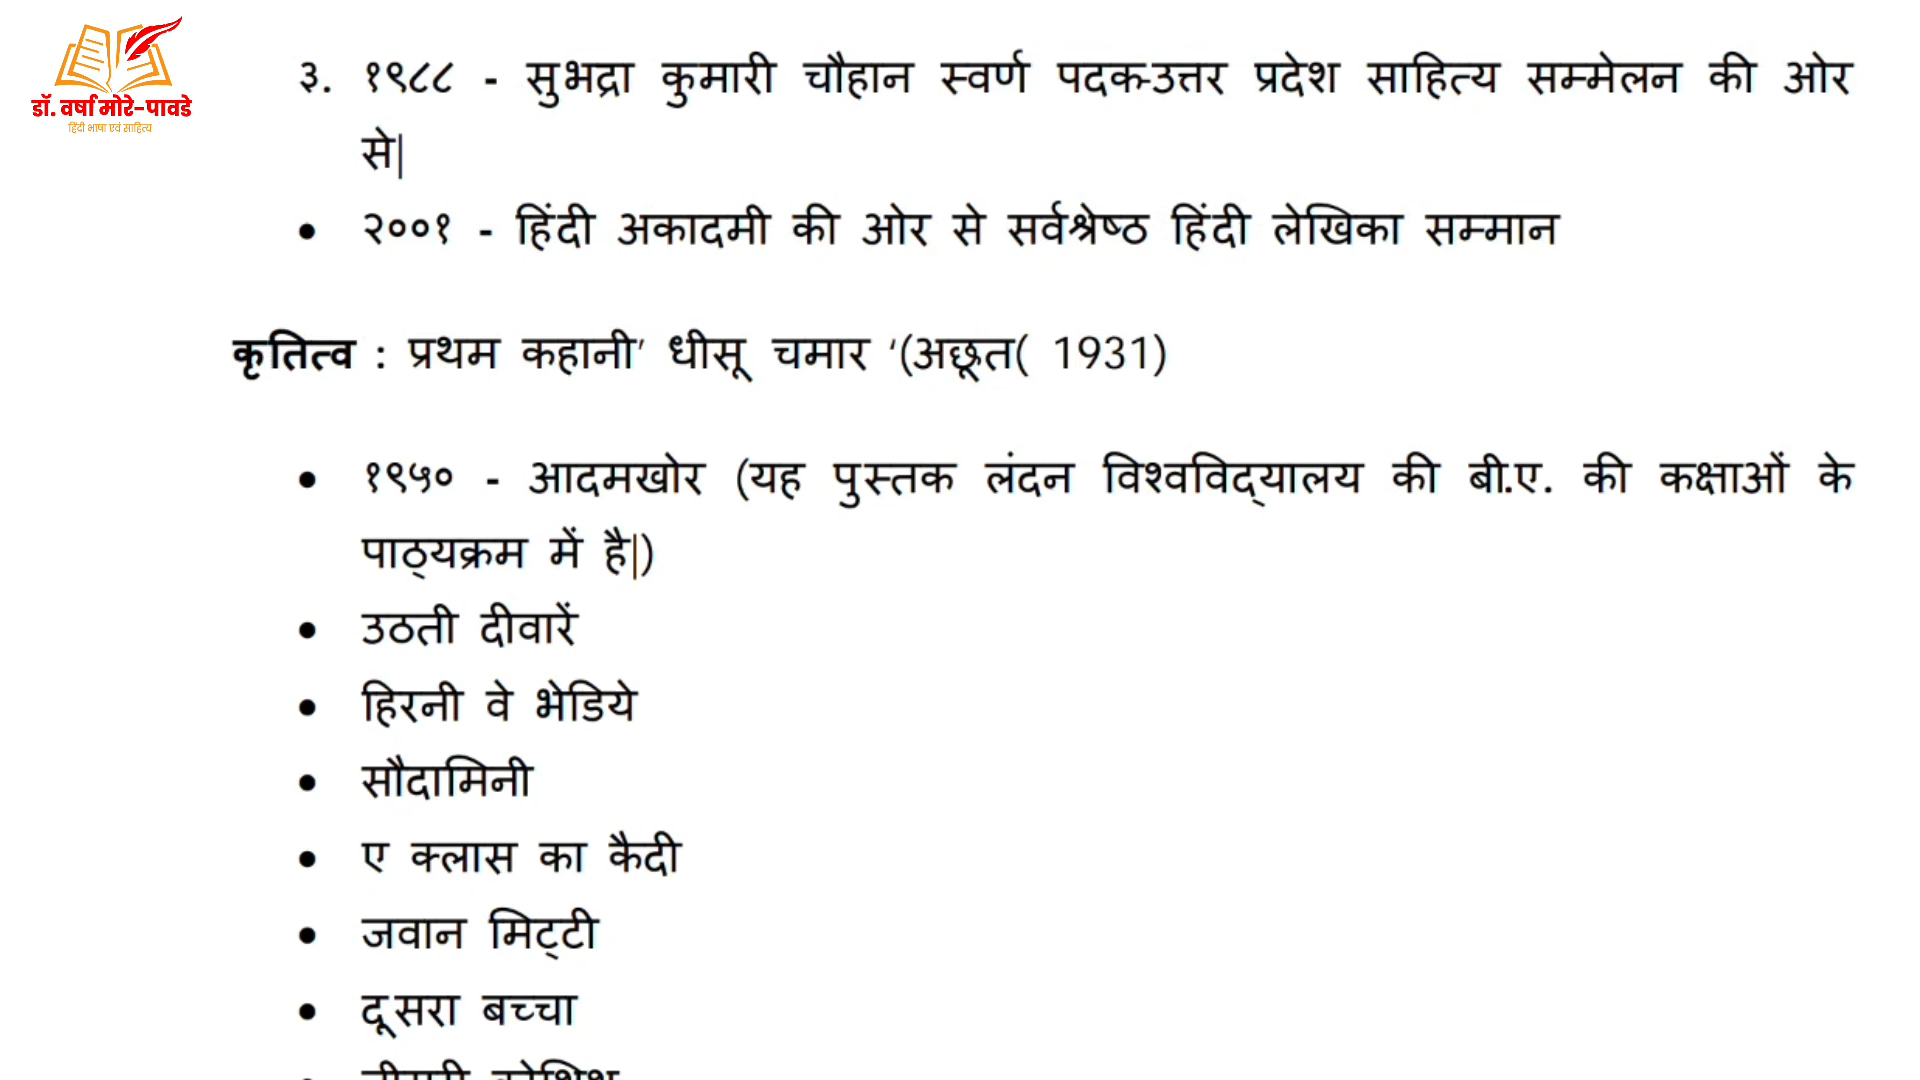 डॉ. वर्षा मोरे-पावडे
हिंदी भाषा एवं साहित्य
३. १९८८ - सुभद्रा कुमारी चौहान स्वर्ण पदक-उत्तर प्रदेश साहित्य सम्मेलन की ओर
से|
• २००१ - हिंदी अकादमी की ओर से सर्वश्रेष्ठ हिंदी लेखिका सम्मान
कृतित्व : प्रथम कहानी’ धीसू चमार ‘(अछूत( 1931)
• १९५० - आदमखोर (यह पुस्तक लंदन विश्वविद्यालय की बी.ए. की कक्षाओं के
पाठ्यक्रम में है|)
• उठती दीवारें
• हिरनी वे भेडिये
• सौदामिनी
• ए क्लास का कैदी
• जवान मिट्टी
• दूसरा बच्चा